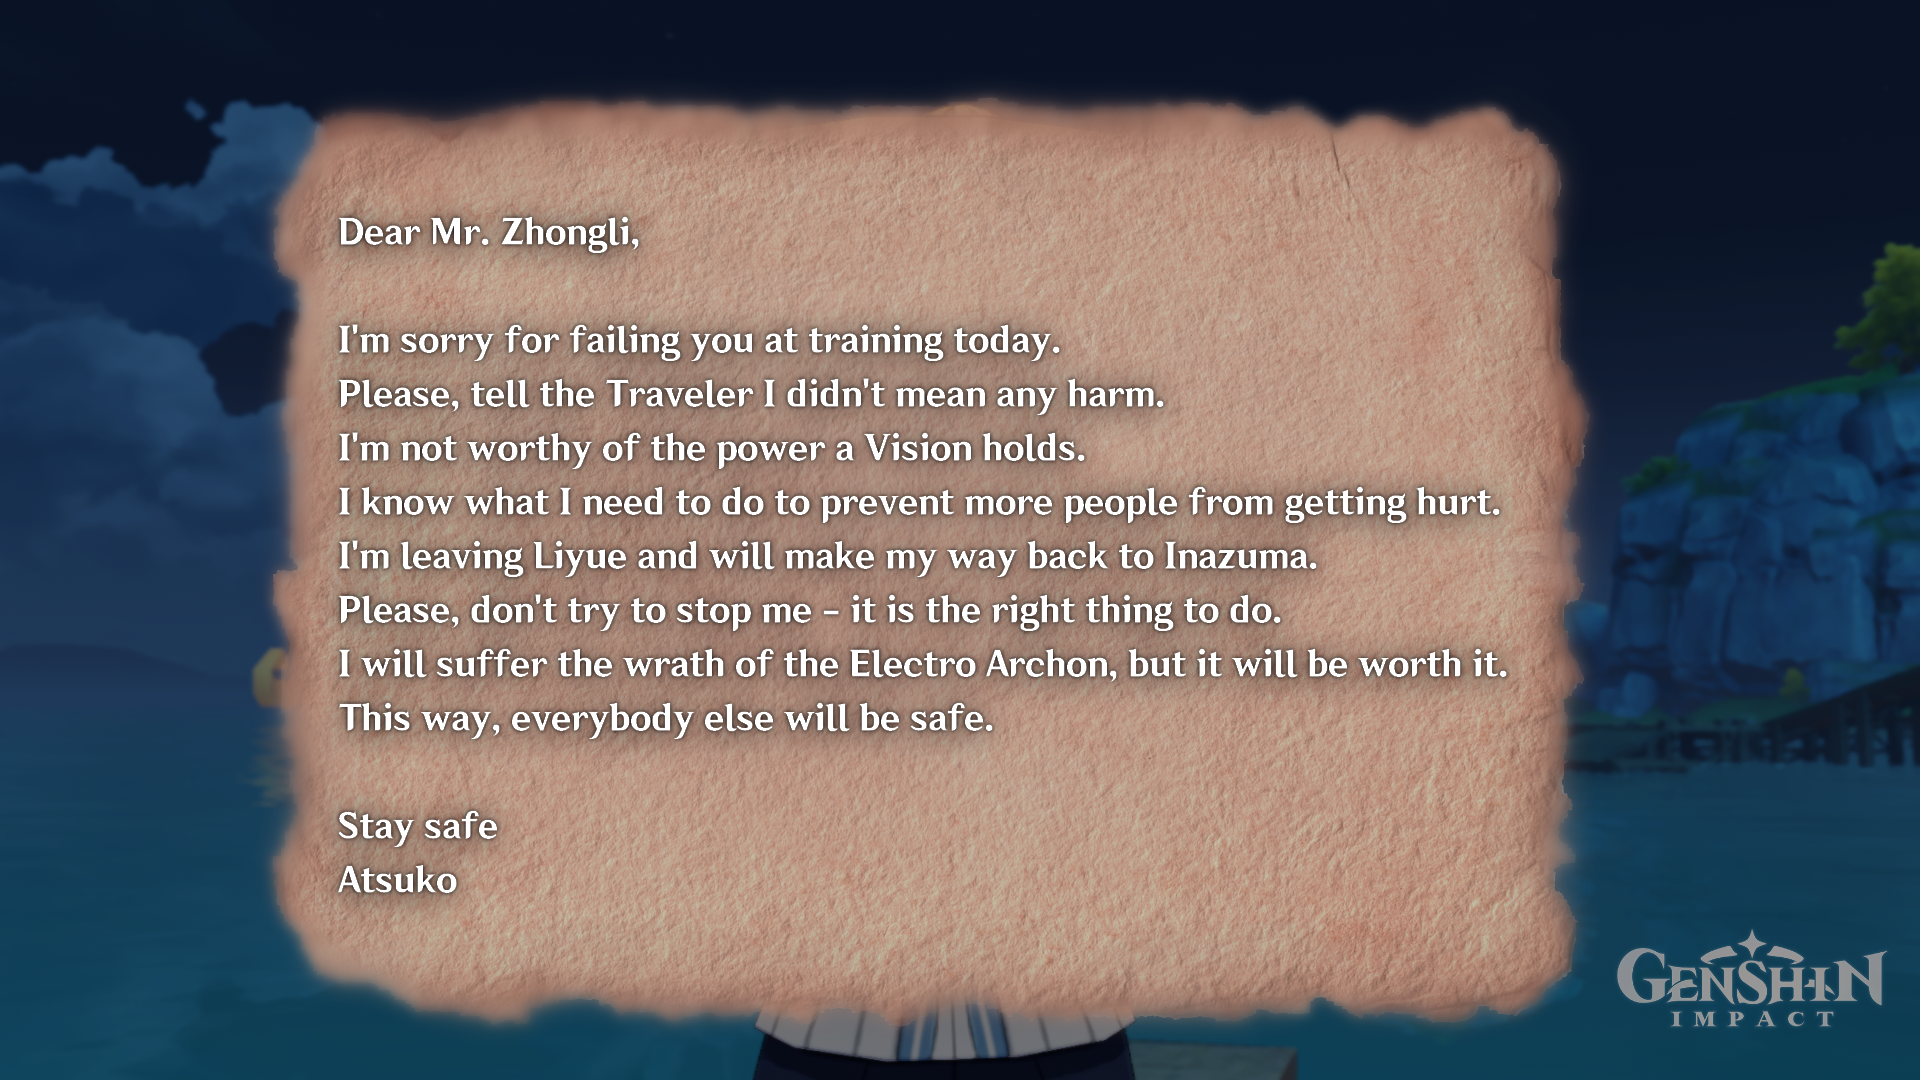 Dear Mr. Zhongli,
I'm sorry for failing you at training today.
Please, tell the Traveler I didn't mean any harm.
I'm not worthy of the power a Vision holds.
I know what I need to do to prevent more people from getting hurt.
I'm leaving Liyue and will make my way back to Inazuma.
Please, don't try to stop me – it is the right thing to do.
I will suffer the wrath of the Electro Archon, but it will be worth it.
This way, everybody else will be safe.
Stay safe
Atsuko
GENSHIN
IMPACT